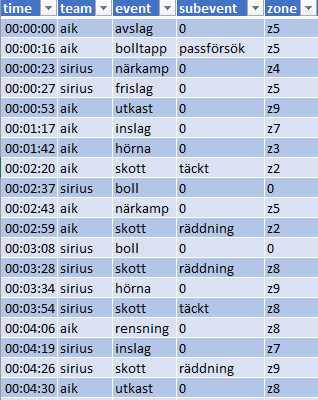 time team event subevent zone
00:00:00 aik avslag 0 z5
00:00:16 aik bolltapp passförsök z5
00:00:23 sirius närkamp 0 z4
00:00:27 sirius frislag 0 z5
00:00:53 aik utkast 0 z9
00:01:17 aik inslag 0 z7
00:01:42 aik hörna 0 z3
00:02:20 aik skott täckt z2
00:02:37 sirius boll 0 0
00:02:43 aik närkamp 0 z5
00:02:59 aik skott räddning z2
00:03:08 sirius boll 0 0
00:03:28 sirius skott räddning z8
00:03:34 sirius hörna 0 z9
00:03:54 sirius skott täckt z8
00:04:06 aik rensning 0 z8
00:04:19 sirius inslag 0 z7
00:04:26 sirius skott räddning z9
00:04:30 aik utkast 0 z8